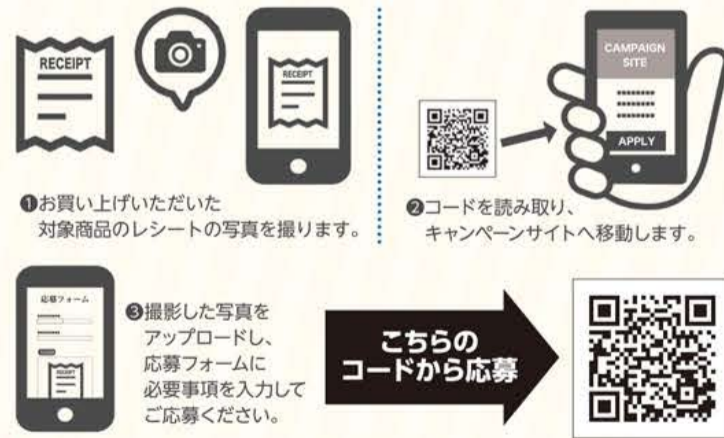 RECEIPT
RECEIPT
❶お買い上げいただいた
対象商品のレシートの写真を撮ります。
CAMPAIGN
SITE
APPLY
❷コードを読み取り、
キャンペーンサイトへ移動します。
応募フォーム
RECEIPT
❸撮影した写真を
アップロードし、
応募フォームに
必要事項を入力して
ご応募ください。
こちらの
コードから応募